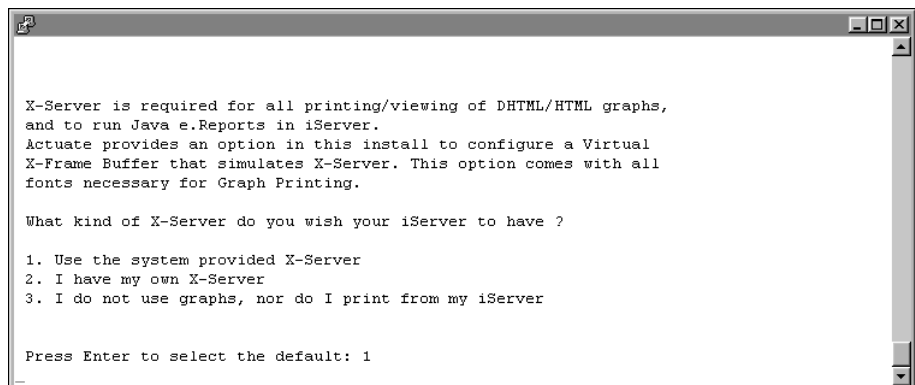 X-Server is required for all printing/viewing of DHTML/HTML graphs,
and to run Java e.Reports in iServer.
Actuate provides an option in this install to configure a Virtual
X-Frame Buffer that simulates X-Server. This option comes with all
fonts necessary for Graph Printing.
What kind of X-Server do you wish your iServer to have ?
1. Use the system provided X-Server
2. I have my own X-Server
3. I do not use graphs, nor do I print from my iServer
Press Enter to select the default: 1